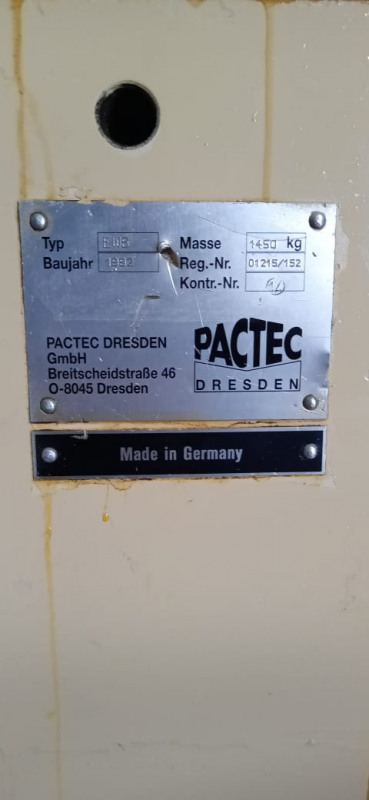 Typ Masse 1450 kg
Baujahr 1992 Reg.-Nr. 01215/152
Kontr.-Nr.
PACTEC DRESDEN
GmbH
Breitscheidstraße 46
O-8045 Dresden
PACTEC
DRESDEN
Made in Germany